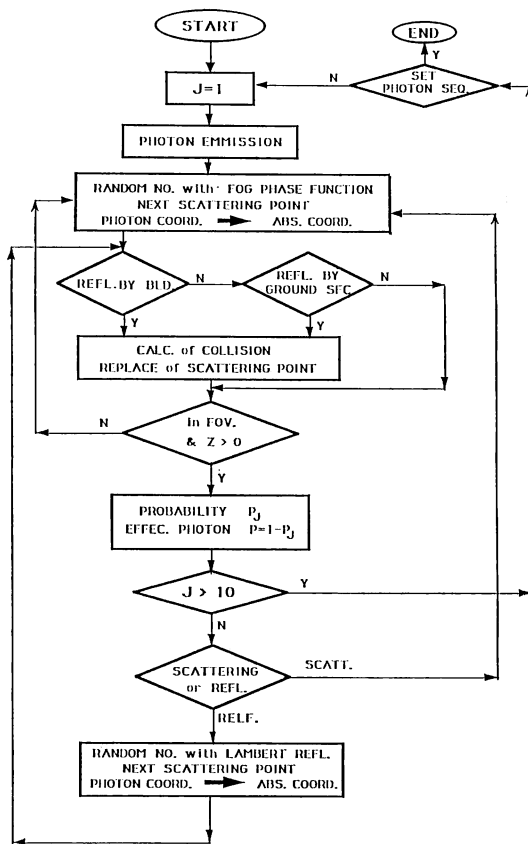 START
END
Y
N
SET
PHOTON SEQ.
J=1
PHOTON EMMISSION
RANDOM NO. with FOG PHASE FUNCTION
NEXT SCATTERING POINT
PHOTON COORD. ➡ ABS. COORD.
REFL. BY BLD.
N
REFL. BY
GROUND SFC
N
Y
Y
CALC. of COLLISION
REPLACE of SCATTERING POINT
N
In FOV.
& Z > 0
Y
PROBABILITY PJ
EFFEC. PHOTON P=1-PJ
J > 10
Y
N
SCATTERING
or REFL.
SCATT.
RELF.
RANDOM NO. with LAMBERT REFL.
NEXT SCATTERING POINT
PHOTON COORD. ➡ ABS. COORD.